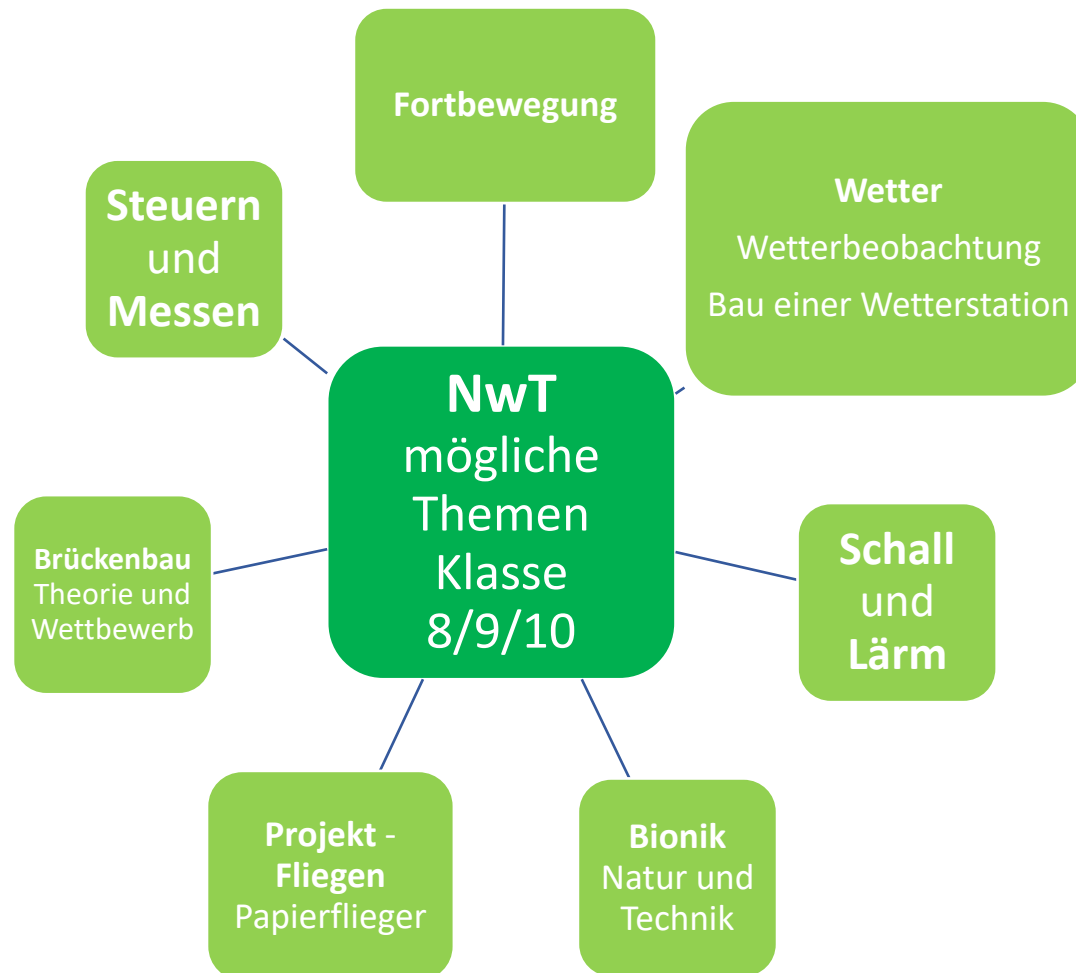 Fortbewegung
Wetter
Wetterbeobachtung
Bau einer Wetterstation
Steuern
und
Messen
NwT
mögliche
Themen
Klasse
8/9/10
Schall
und
Lärm
Brückenbau
Theorie und
Wettbewerb
Projekt -
Fliegen
Papierflieger
Bionik
Natur und
Technik